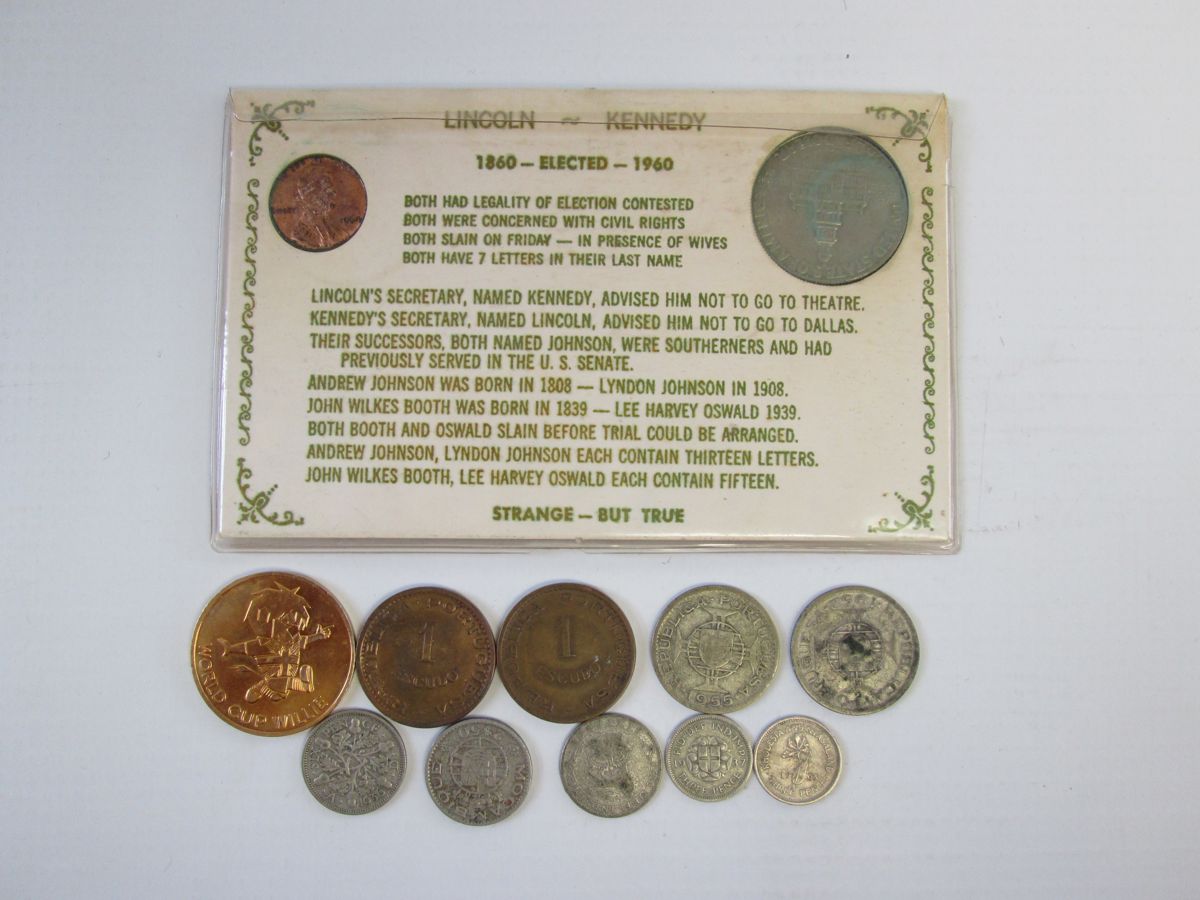 LINCOLN ~ KENNEDY
1860 — ELECTED — 1960
BOTH HAD LEGALITY OF ELECTION CONTESTED
BOTH WERE CONCERNED WITH CIVIL RIGHTS
BOTH SLAIN ON FRIDAY — IN PRESENCE OF WIVES
BOTH HAVE 7 LETTERS IN THEIR LAST NAME
LINCOLN'S SECRETARY, NAMED KENNEDY, ADVISED HIM NOT TO GO TO THEATRE.
KENNEDY'S SECRETARY, NAMED LINCOLN, ADVISED HIM NOT TO GO TO DALLAS.
THEIR SUCCESSORS, BOTH NAMED JOHNSON, WERE SOUTHERNERS AND HAD
PREVIOUSLY SERVED IN THE U. S. SENATE.
ANDREW JOHNSON WAS BORN IN 1808 — LYNDON JOHNSON IN 1908.
JOHN WILKES BOOTH WAS BORN IN 1839 — LEE HARVEY OSWALD 1939.
BOTH BOOTH AND OSWALD SLAIN BEFORE TRIAL COULD BE ARRANGED.
ANDREW JOHNSON, LYNDON JOHNSON EACH CONTAIN THIRTEEN LETTERS.
JOHN WILKES BOOTH, LEE HARVEY OSWALD EACH CONTAIN FIFTEEN.
STRANGE — BUT TRUE
WORLD CUP WILLIE
1
ESCUDO
REPUBLICA PORTUGUESA
1
ESCUDO
REPUBLICA PORTUGUESA
1955
MOÇAMBIQUE
THREE PENCE